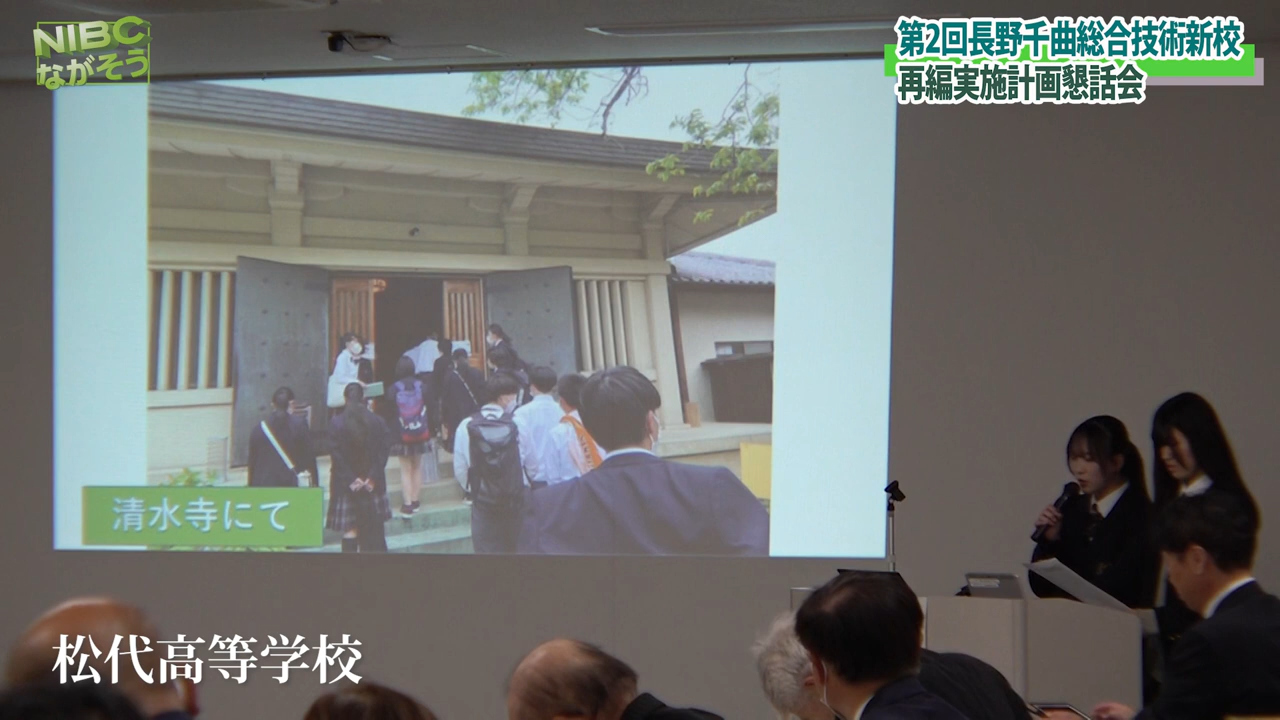 NIBC
ながそう
第2回長野千曲総合技術新校
再編実施計画懇話会
清水寺にて
松代高等学校